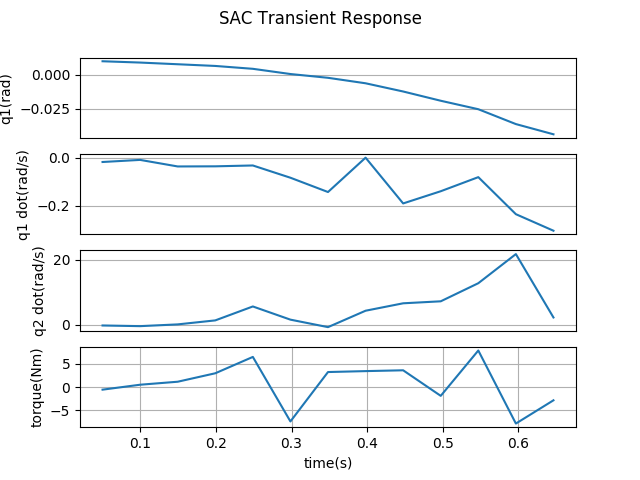 SAC Transient Response
q1(rad)
0.000
−0.025
q1 dot(rad/s)
0.0
−0.2
q2 dot(rad/s)
20
0
torque(Nm)
5
0
−5
0.1 0.2 0.3 0.4 0.5 0.6
time(s)